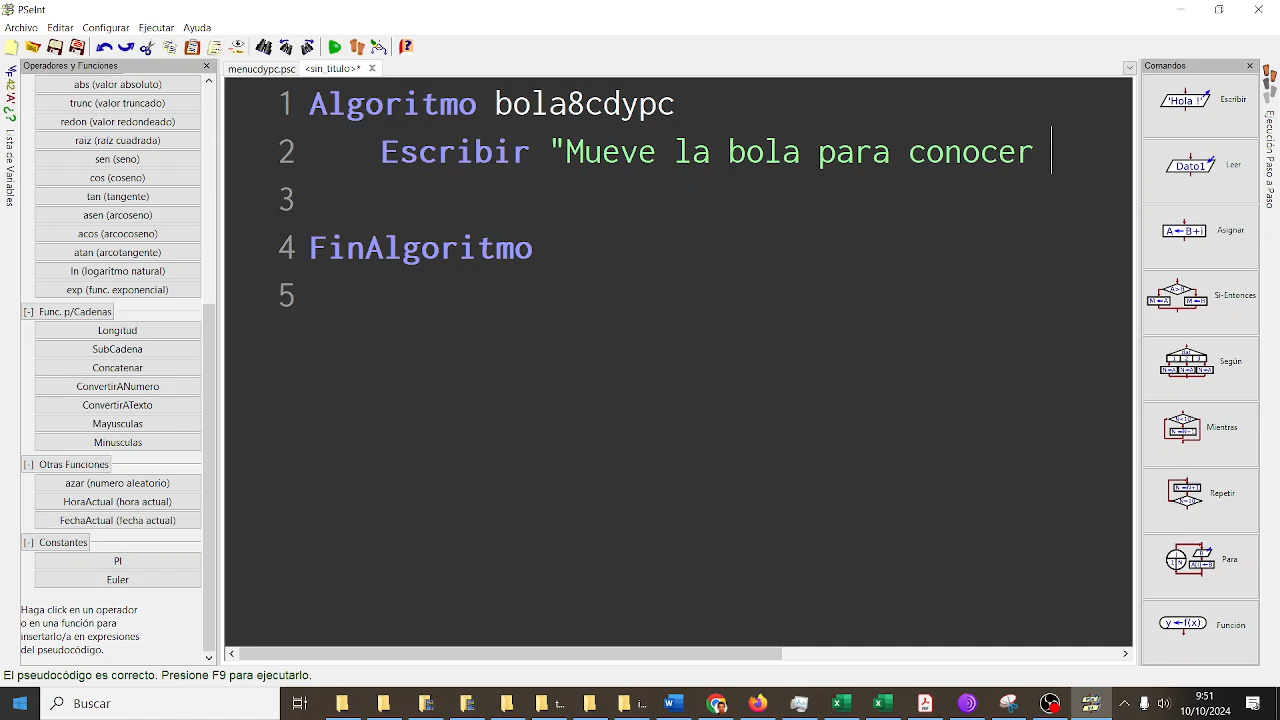 PSeInt
Archivo Editar Configurar Ejecutar Ayuda
Operadores y Funciones
menucdypc.psc <sin_titulo>*
Comandos
abs (valor absoluto)
trunc (valor truncado)
redon (valor redondeado)
raiz (raiz cuadrada)
sen (seno)
cos (coseno)
tan (tangente)
asen (arcoseno)
acos (arcocoseno)
atan (arcotangente)
ln (logaritmo natural)
exp (func. exponencial)
[-] Func. p/Cadenas
Longitud
SubCadena
Concatenar
ConvertirANumero
ConvertirATexto
Mayusculas
Minusculas
[-] Otras Funciones
azar (numero aleatorio)
HoraActual (hora actual)
FechaActual (fecha actual)
[-] Constantes
PI
Euler
Haga click en un operador
o en una función para
insertarlo/a en expresiones
del pseudocódigo.
Lista de Variables
1 Algoritmo bola8cdypc
2 Escribir "Mueve la bola para conocer
3
4 FinAlgoritmo
5
'Hola !' Escribir
Dato1 Leer
A←B+i Asignar
Si-Entonces
Según
Mientras
Repetir
Para
y←f(x) Función
Ejecución Paso a Paso
El pseudocódigo es correcto. Presione F9 para ejecutarlo.
Buscar
9:51
10/10/2024